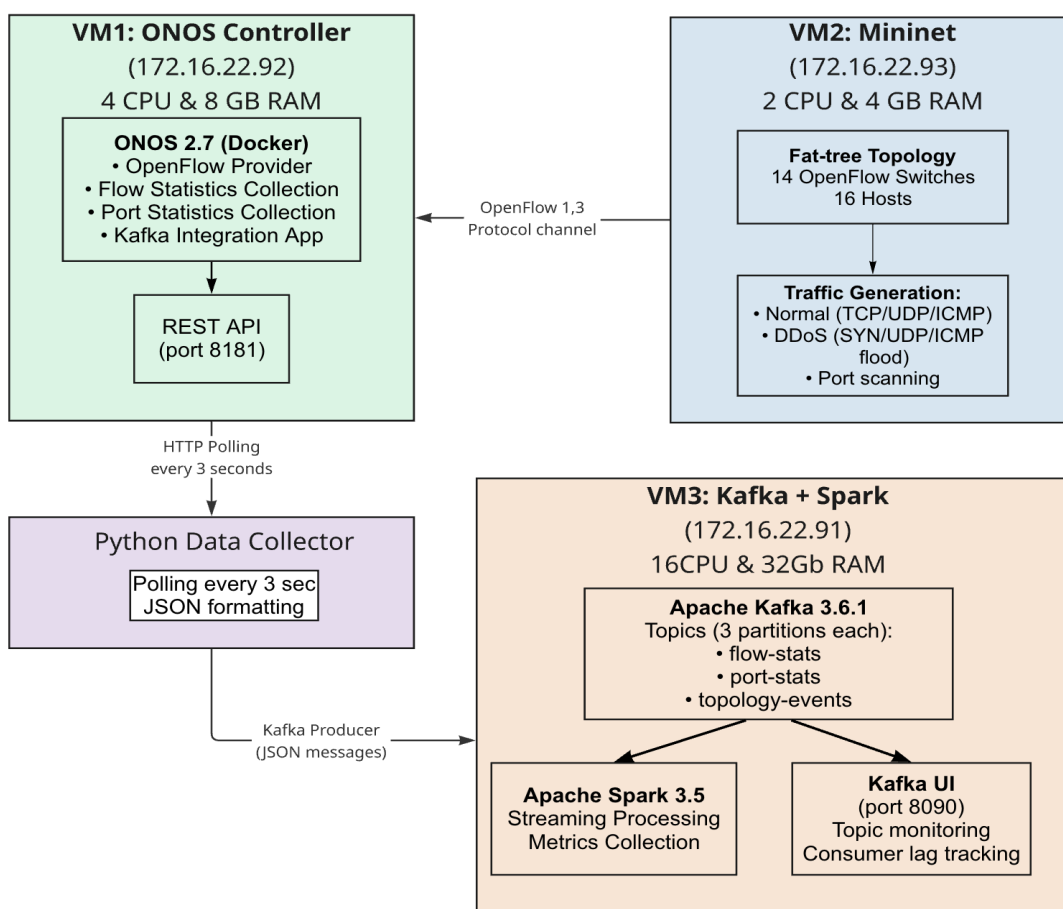 VM1: ONOS Controller
(172.16.22.92)
4 CPU & 8 GB RAM
ONOS 2.7 (Docker)
• OpenFlow Provider
• Flow Statistics Collection
• Port Statistics Collection
• Kafka Integration App
REST API
(port 8181)
OpenFlow 1,3
Protocol channel
VM2: Mininet
(172.16.22.93)
2 CPU & 4 GB RAM
Fat-tree Topology
14 OpenFlow Switches
16 Hosts
Traffic Generation:
• Normal (TCP/UDP/ICMP)
• DDoS (SYN/UDP/ICMP
flood)
• Port scanning
HTTP Polling
every 3 seconds
Python Data Collector
Polling every 3 sec
JSON formatting
Kafka Producer
(JSON messages)
VM3: Kafka + Spark
(172.16.22.91)
16CPU & 32Gb RAM
Apache Kafka 3.6.1
Topics (3 partitions each):
• flow-stats
• port-stats
• topology-events
Apache Spark 3.5
Streaming Processing
Metrics Collection
Kafka UI
(port 8090)
Topic monitoring
Consumer lag tracking